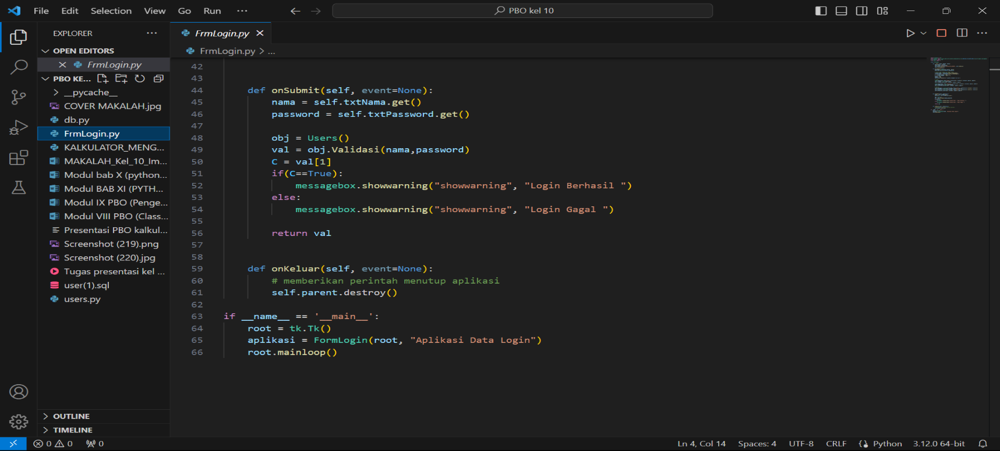 File Edit Selection View Go Run ...
PBO kel 10
EXPLORER ...
OPEN EDITORS
FrmLogin.py
PBO KE...
__pycache__
COVER MAKALAH.jpg
db.py
FrmLogin.py
KALKULATOR_MENG...
MAKALAH_Kel_10_Im...
Modul bab X (python...
Modul BAB XI (PYTH...
Modul IX PBO (Penge...
Modul VIII PBO (Class...
Presentasi PBO kalkul...
Screenshot (219).png
Screenshot (220).jpg
Tugas presentasi kel ...
user(1).sql
users.py
OUTLINE
TIMELINE
FrmLogin.py
FrmLogin.py > ...
42
43
44 def onSubmit(self, event=None):
45 nama = self.txtNama.get()
46 password = self.txtPassword.get()
47
48 obj = Users()
49 val = obj.Validasi(nama,password)
50 C = val[1]
51 if(C==True):
52 messagebox.showwarning("showwarning", "Login Berhasil ")
53 else:
54 messagebox.showwarning("showwarning", "Login Gagal ")
55
56 return val
57
58
59 def onKeluar(self, event=None):
60 # memberikan perintah menutup aplikasi
61 self.parent.destroy()
62
63 if __name__ == '__main__':
64 root = tk.Tk()
65 aplikasi = FormLogin(root, "Aplikasi Data Login")
66 root.mainloop()
0 0 0
Ln 4, Col 14 Spaces: 4 UTF-8 CRLF Python 3.12.0 64-bit